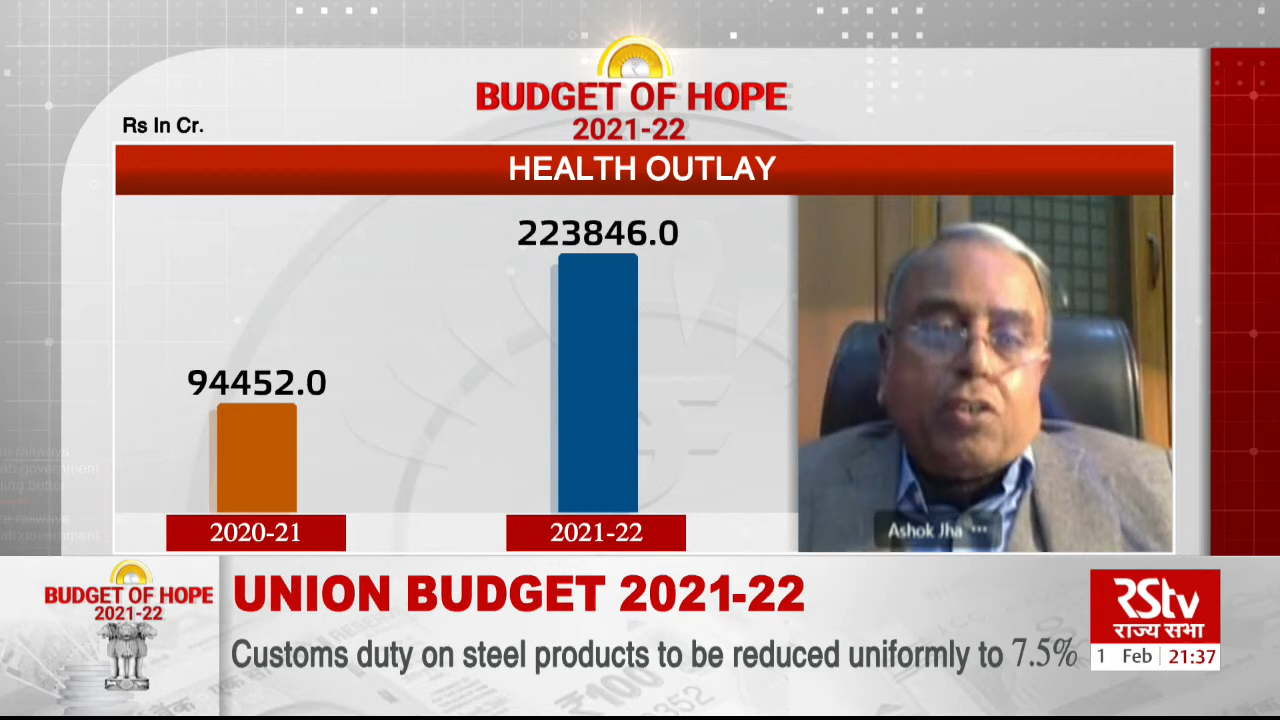 BUDGET OF HOPE
2021-22
Rs In Cr.
HEALTH OUTLAY
223846.0
94452.0
2020-21
2021-22
Ashok Jha
BUDGET OF HOPE
2021-22
UNION BUDGET 2021-22
Customs duty on steel products to be reduced uniformly to 7.5%
RStv
राज्य सभा
1 Feb 21:37